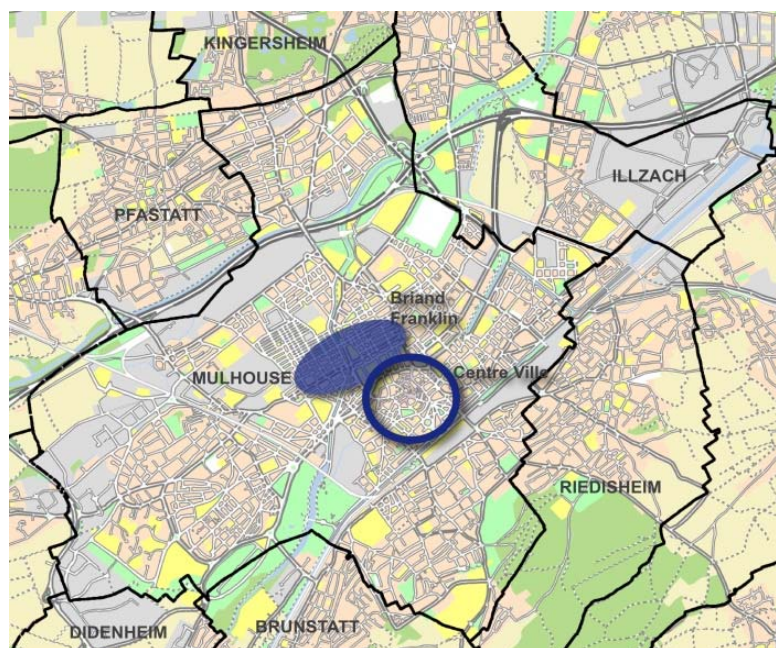 KINGERSHEIM
ILLZACH
PFASTATT
Briand
Franklin
MULHOUSE
Centre Ville
RIEDISHEIM
DIDENHEIM
BRUNSTATT